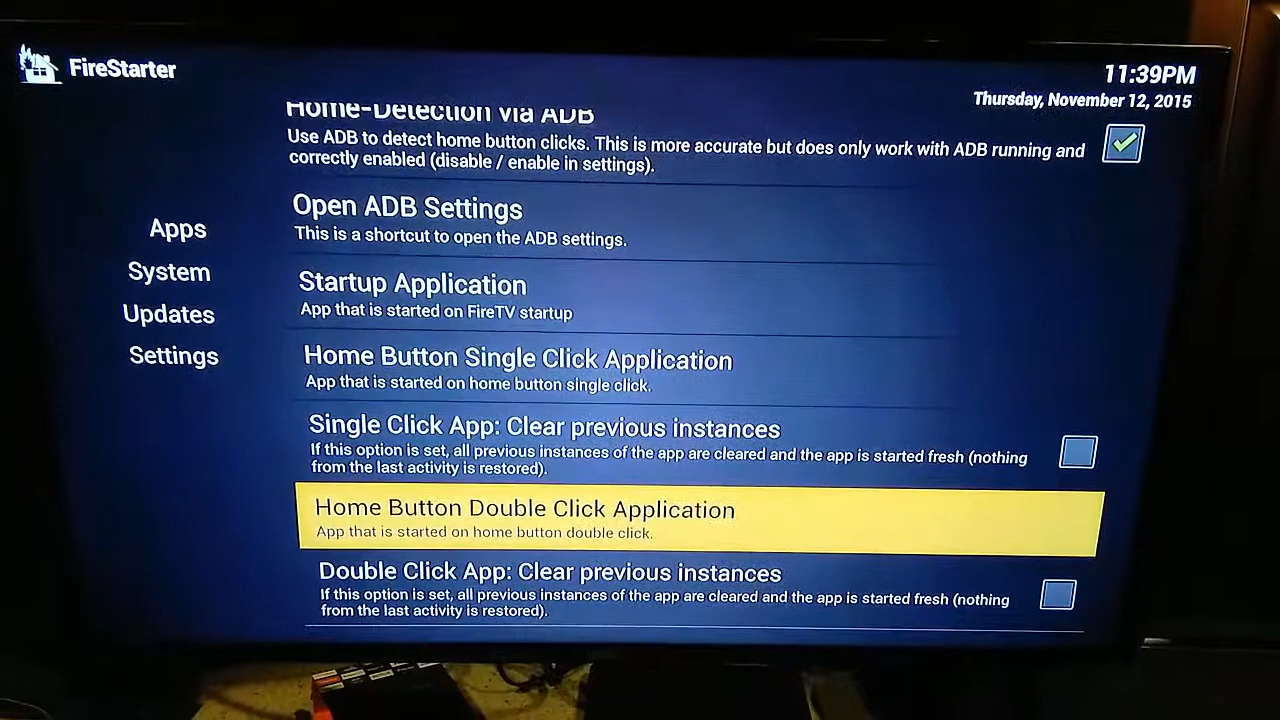 FireStarter
11:39PM
Thursday, November 12, 2015
Home-Detection via ADB
Use ADB to detect home button clicks. This is more accurate but does only work with ADB running and
correctly enabled (disable / enable in settings).
Open ADB Settings
This is a shortcut to open the ADB settings.
Apps
System
Updates
Settings
Startup Application
App that is started on FireTV startup
Home Button Single Click Application
App that is started on home button single click.
Single Click App: Clear previous instances
If this option is set, all previous instances of the app are cleared and the app is started fresh (nothing
from the last activity is restored).
Home Button Double Click Application
App that is started on home button double click.
Double Click App: Clear previous instances
If this option is set, all previous instances of the app are cleared and the app is started fresh (nothing
from the last activity is restored).